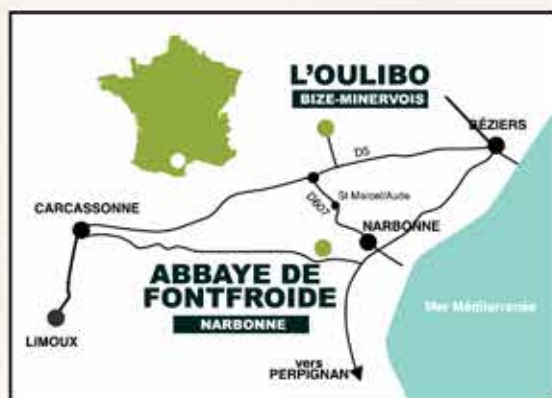 L'OULIBO
BIZE-MINERVOIS
BÉZIERS
D5
St Marcel/Aude
D607
CARCASSONNE
NARBONNE
ABBAYE DE
FONTFROIDE
NARBONNE
Mer Méditerranée
LIMOUX
vers
PERPIGNAN